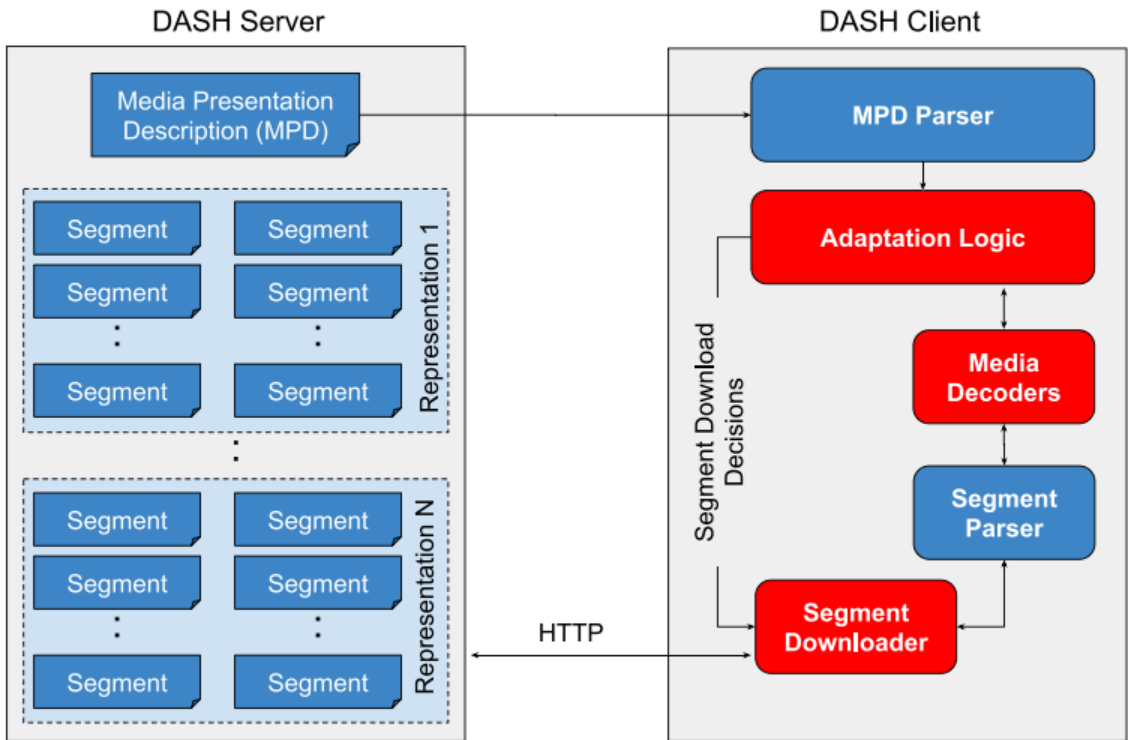 DASH Server
DASH Client
Media Presentation
Description (MPD)
MPD Parser
Segment
Segment
Segment
Segment
Segment
Segment
Representation 1
Adaptation Logic
Segment Download
Decisions
Media
Decoders
Segment
Parser
Segment
Segment
Segment
Segment
Segment
Segment
Representation N
HTTP
Segment
Downloader